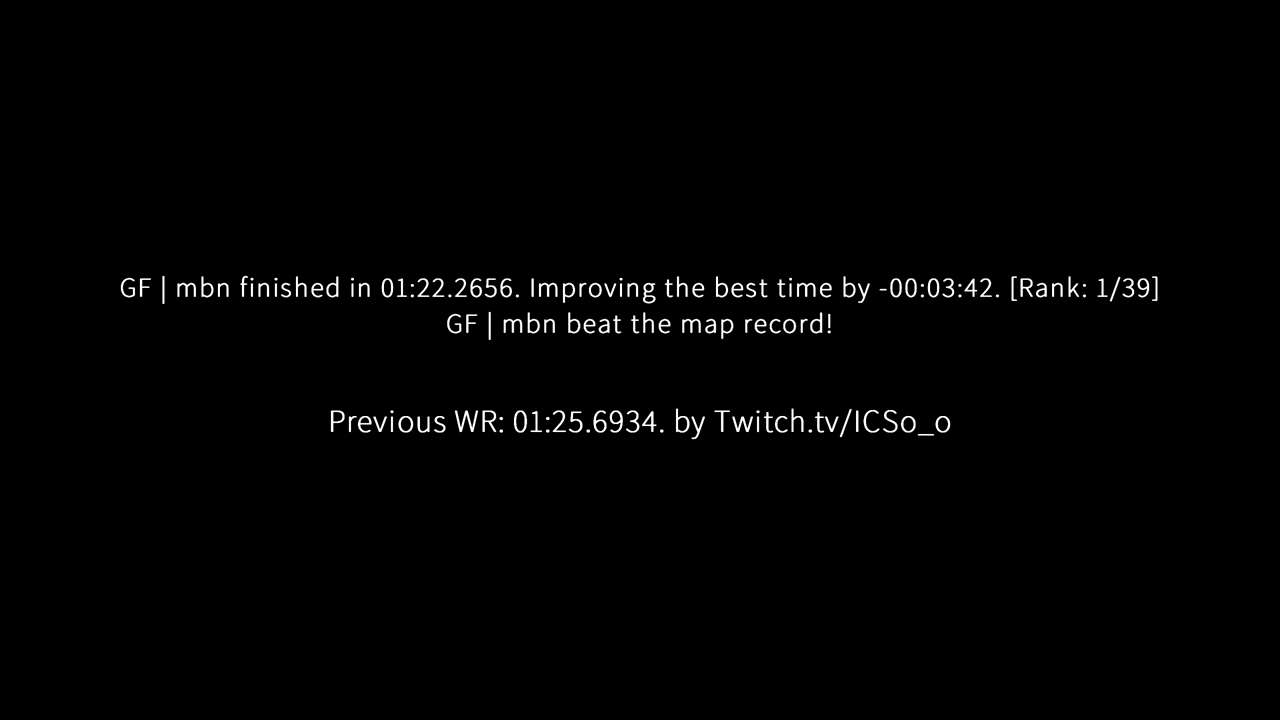 GF | mbn finished in 01:22.2656. Improving the best time by -00:03:42. [Rank: 1/39]
GF | mbn beat the map record!
Previous WR: 01:25.6934. by Twitch.tv/ICSo_o